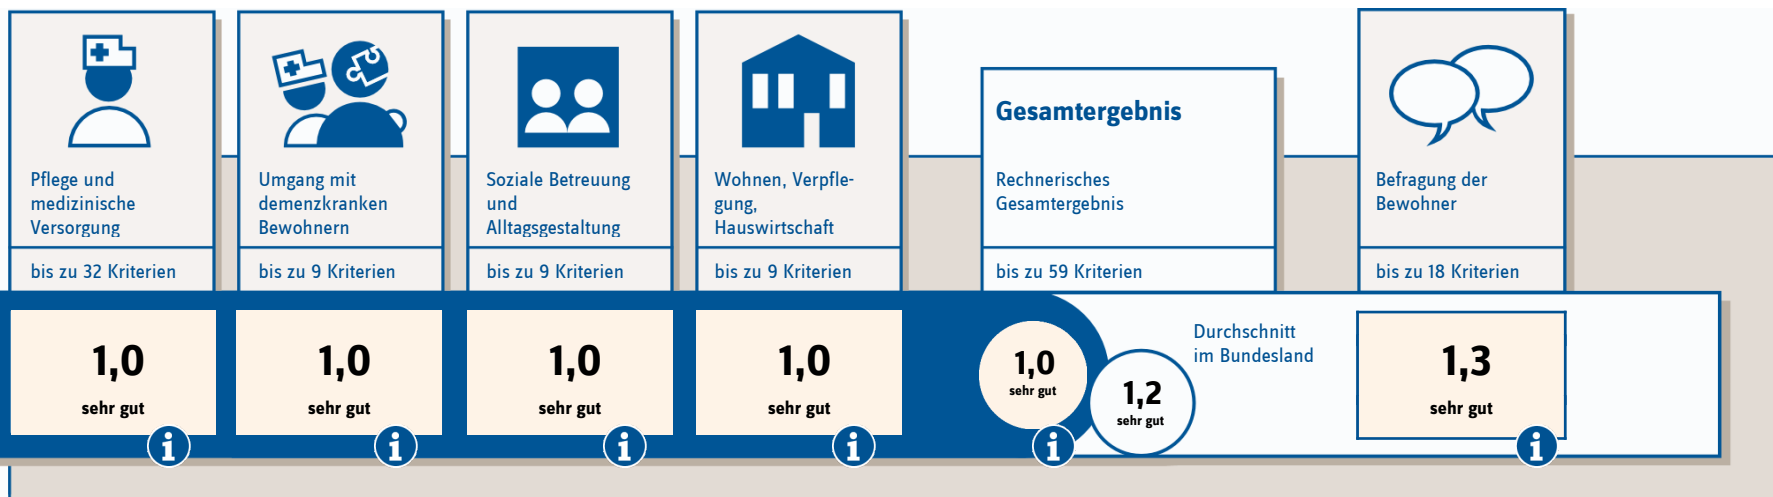 Pflege und
medizinische
Versorgung
bis zu 32 Kriterien
1,0
sehr gut
Umgang mit
demenzkranken
Bewohnern
bis zu 9 Kriterien
1,0
sehr gut
Soziale Betreuung
und
Alltagsgestaltung
bis zu 9 Kriterien
1,0
sehr gut
Wohnen, Verpfle-
gung,
Hauswirtschaft
bis zu 9 Kriterien
1,0
sehr gut
Gesamtergebnis
Rechnerisches
Gesamtergebnis
bis zu 59 Kriterien
1,0
sehr gut
1,2
sehr gut
Durchschnitt
im Bundesland
Befragung der
Bewohner
bis zu 18 Kriterien
1,3
sehr gut